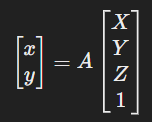 [x y] = A [X Y Z 1]